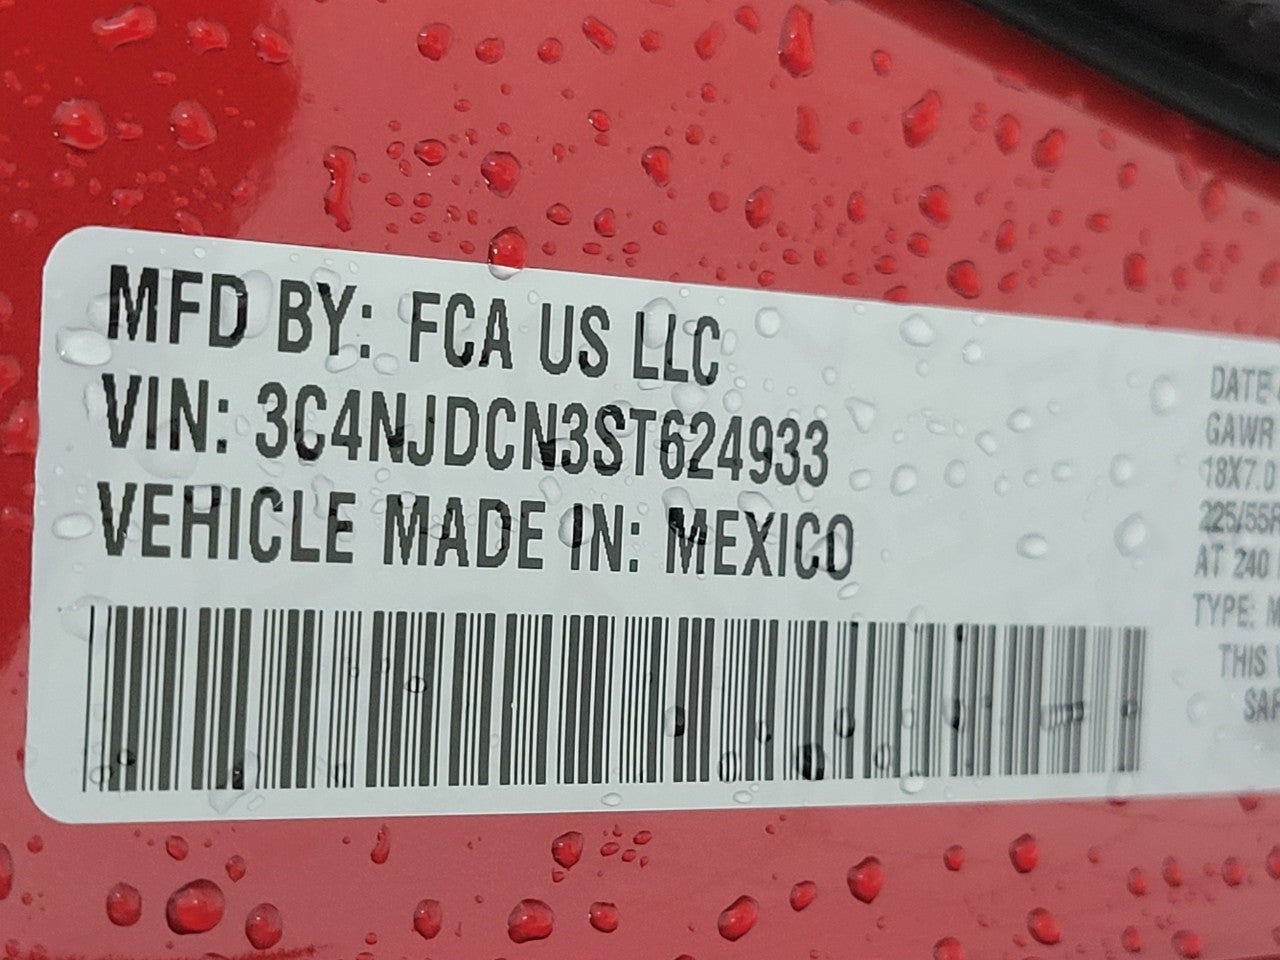 MFD BY: FCA US LLC
VIN: 3C4NJDCN3ST624933
VEHICLE MADE IN: MEXICO
DATE
GAWR
18X7.0
225/55R
AT 240
TYPE:
THIS